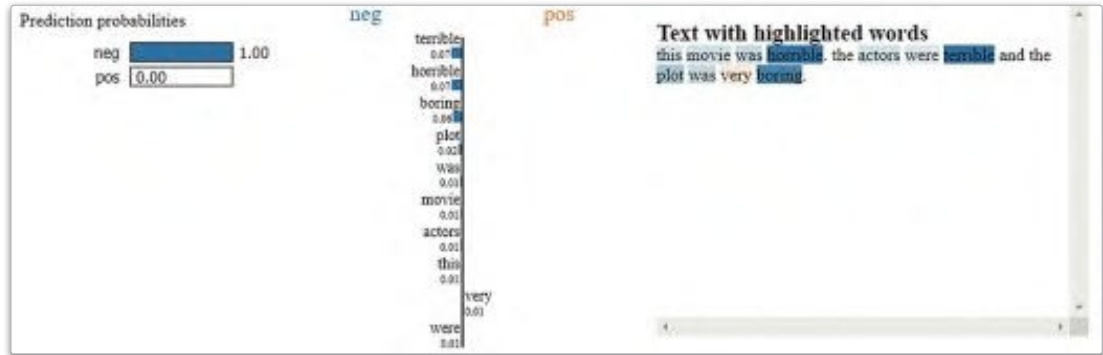 Prediction probabilities
neg 1.00
pos 0.00
neg pos
terrible
0.07
horrible
0.07
boring
0.06
plot
0.02
was
0.01
movie
0.01
actors
0.01
this
0.01
very
0.01
were
0.01
Text with highlighted words
this movie was horrible. the actors were terrible and the
plot was very boring.